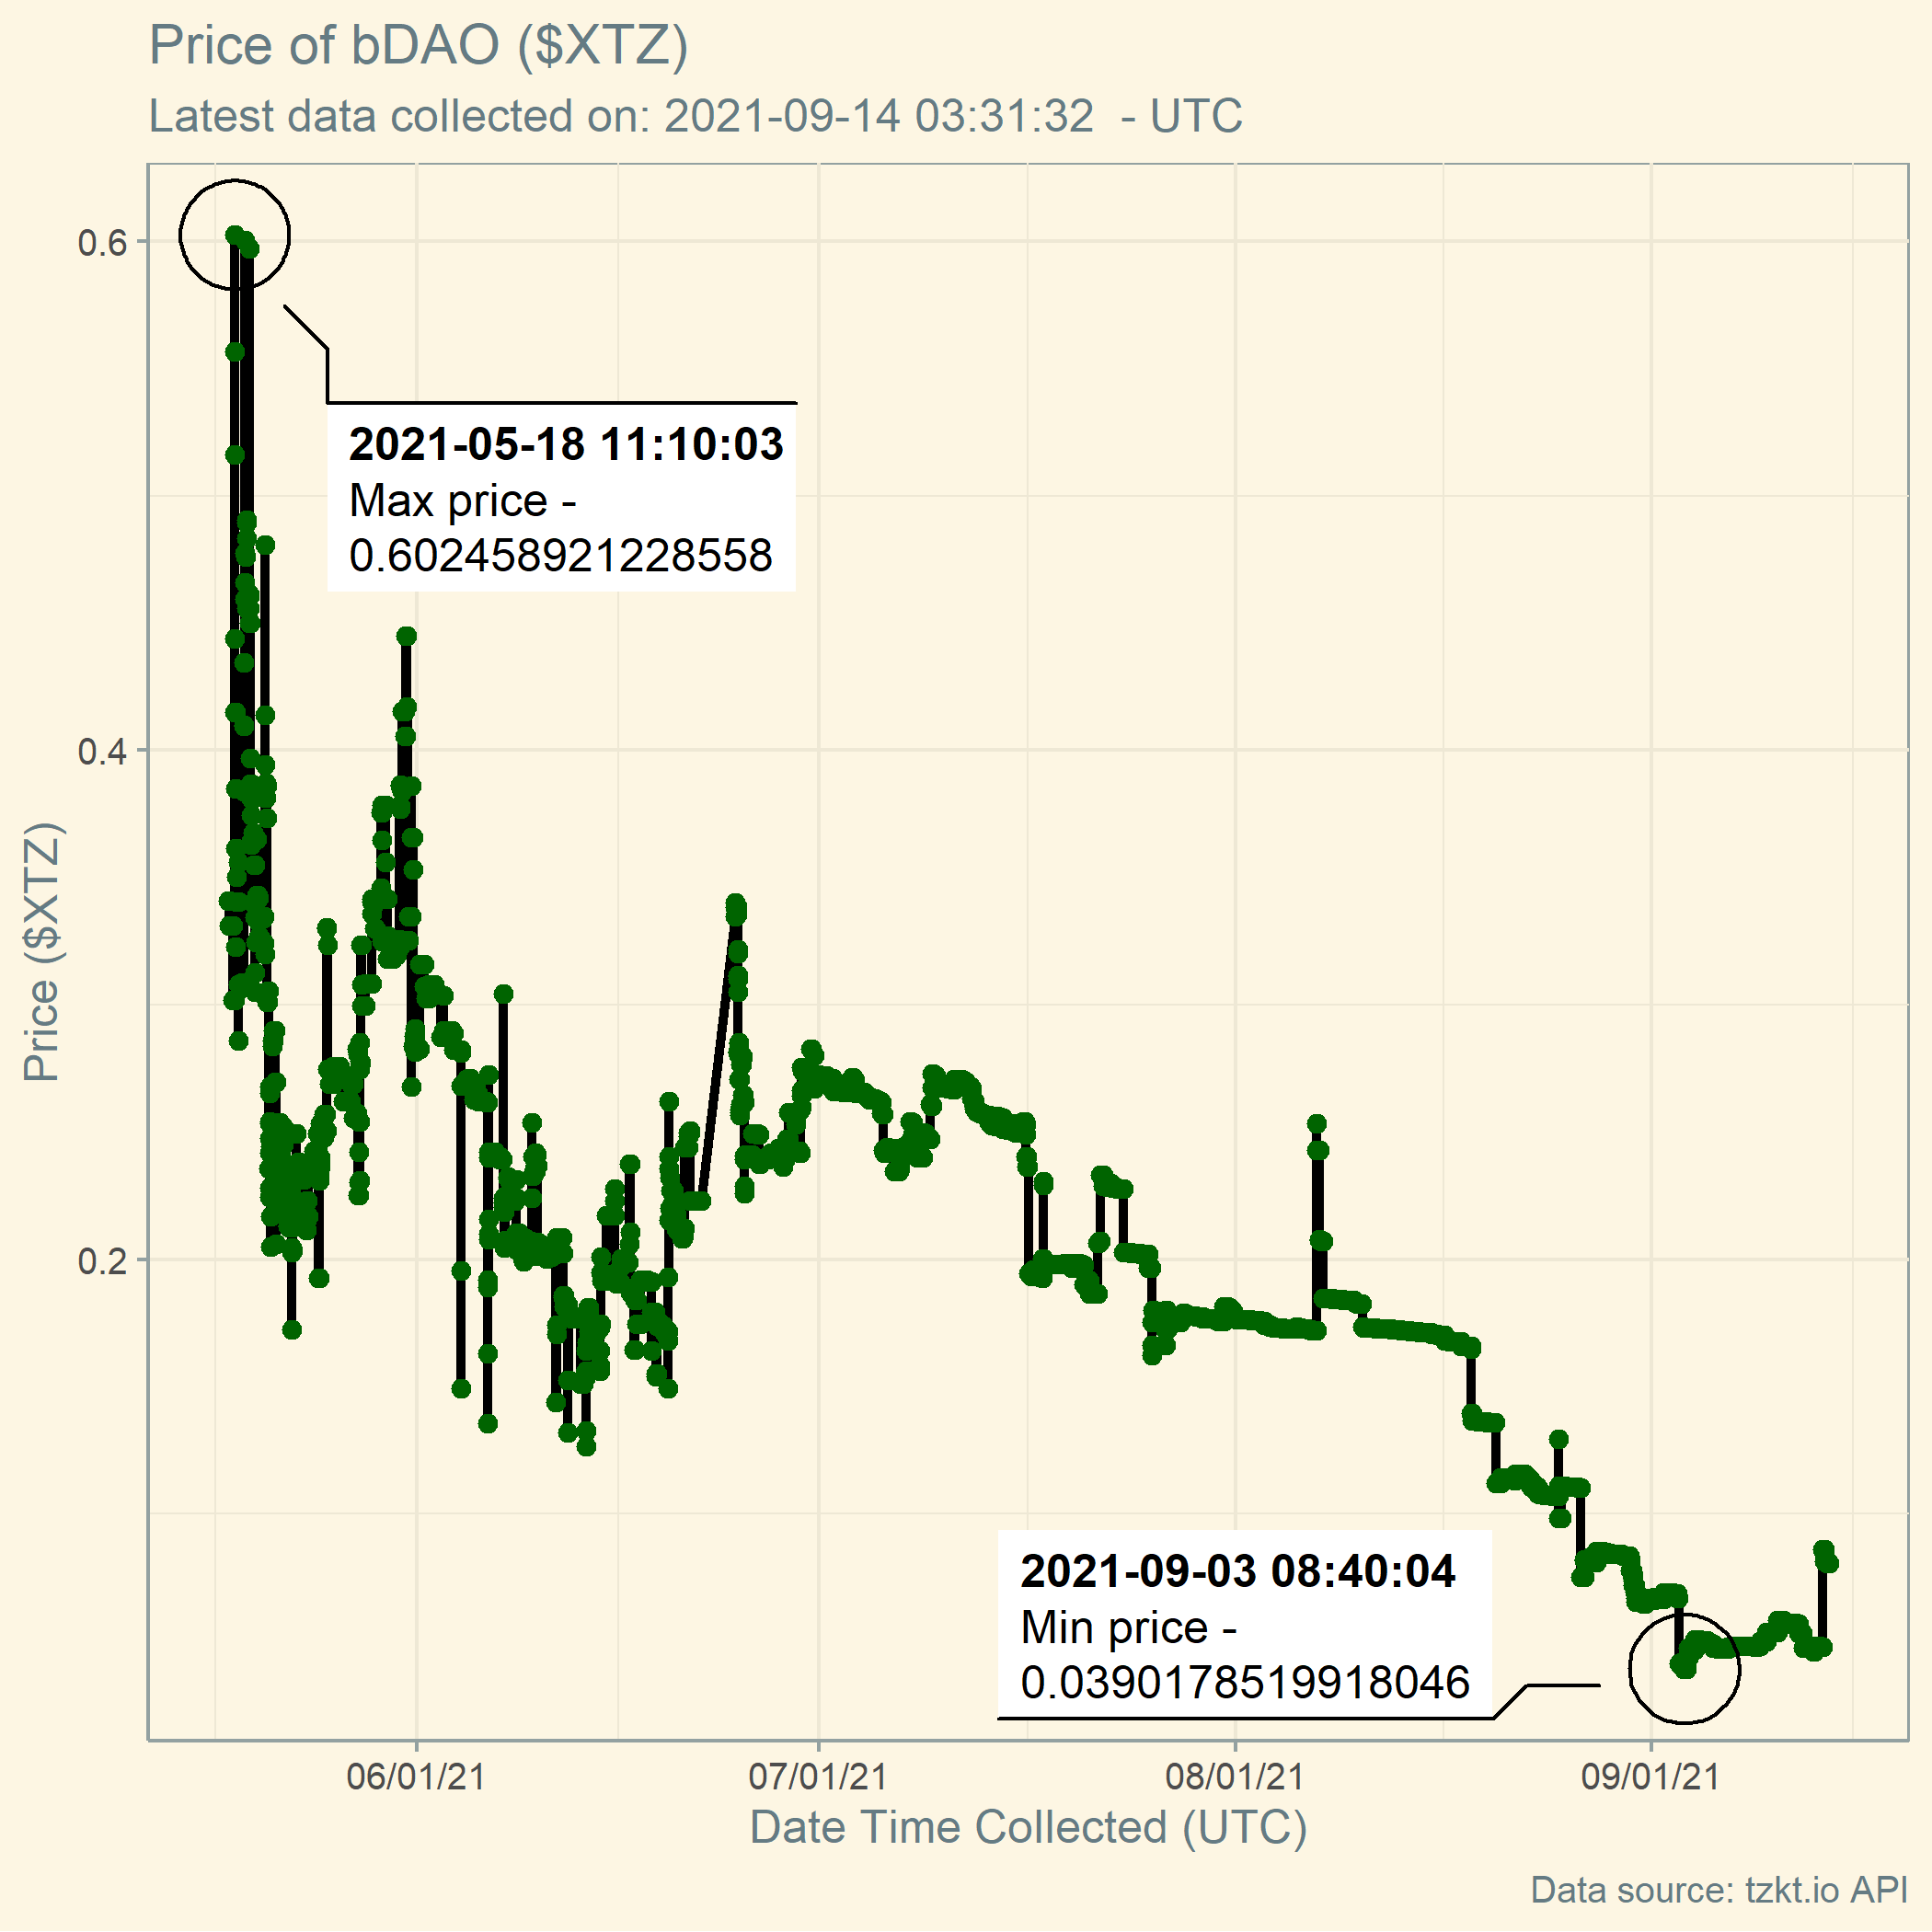 Price of bDAO ($XTZ)
Latest data collected on: 2021-09-14 03:31:32  - UTC
0.6
0.4
0.2
Price ($XTZ)
2021-05-18 11:10:03
Max price -
0.602458921228558
2021-09-03 08:40:04
Min price -
0.0390178519918046
06/01/21
07/01/21
08/01/21
09/01/21
Date Time Collected (UTC)
Data source: tzkt.io API